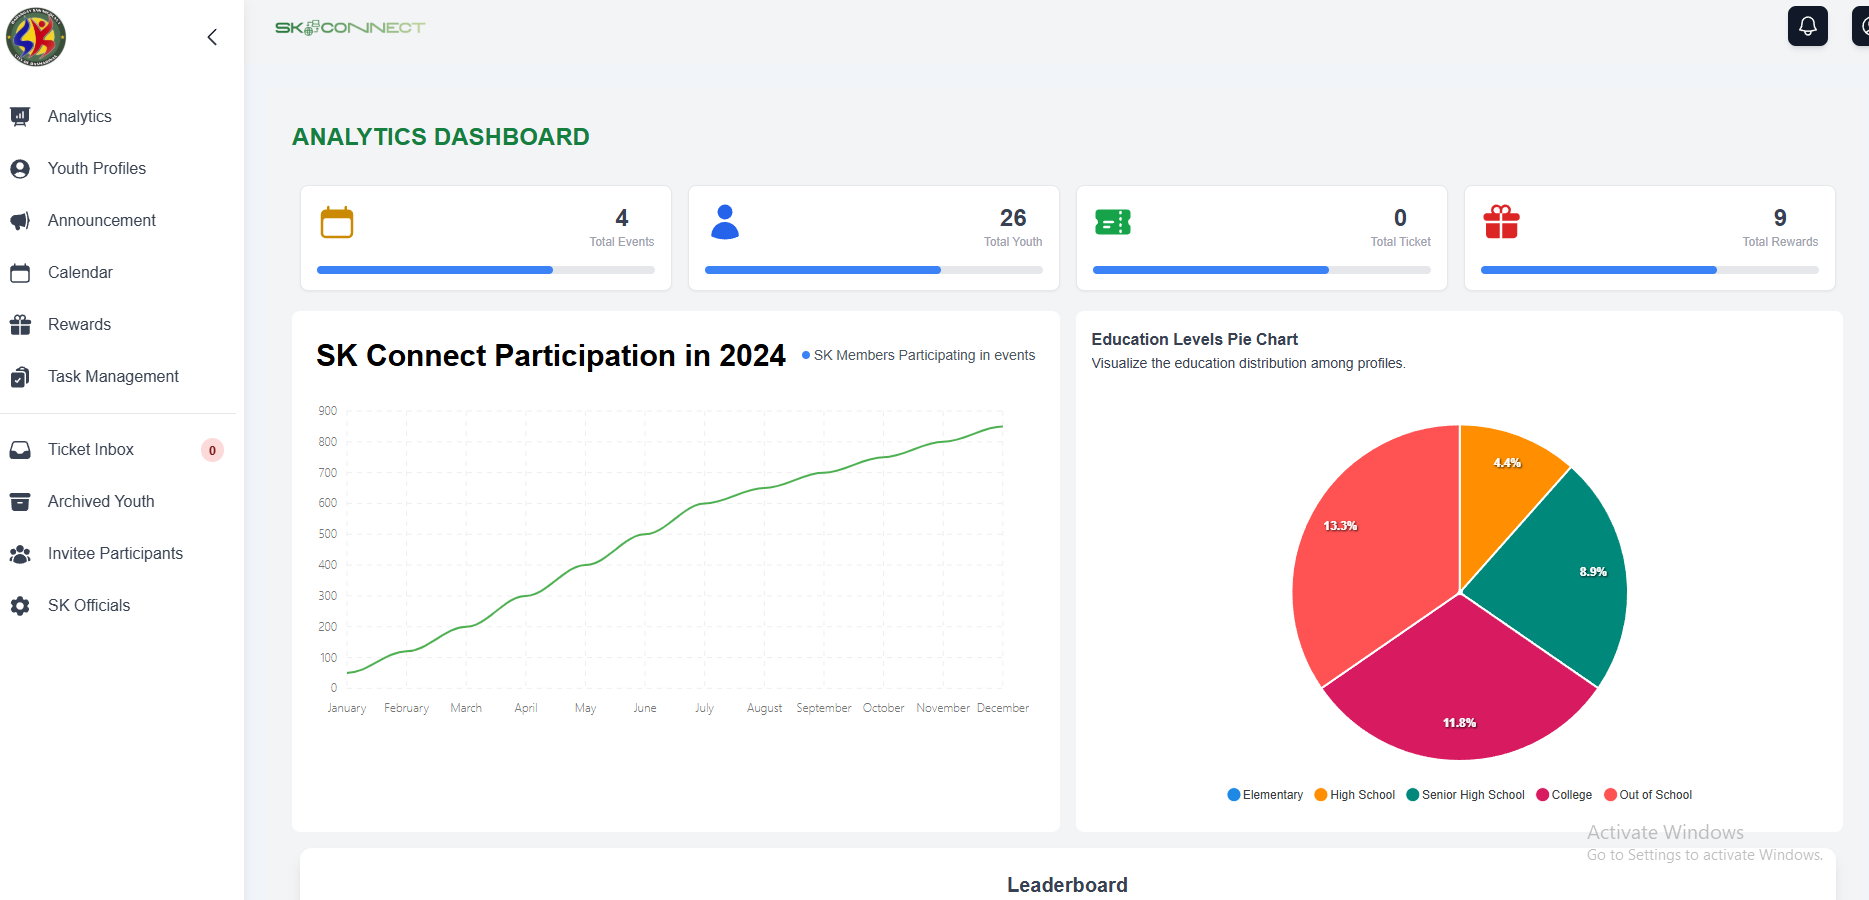 SK CONNECT
Analytics
Youth Profiles
Announcement
Calendar
Rewards
Task Management
Ticket Inbox 0
Archived Youth
Invitee Participants
SK Officials
ANALYTICS DASHBOARD
4
Total Events
26
Total Youth
0
Total Ticket
9
Total Rewards
SK Connect Participation in 2024
SK Members Participating in events
900
800
700
600
500
400
300
200
100
0
January February March April May June July August September October November December
Education Levels Pie Chart
Visualize the education distribution among profiles.
4.4%
13.3%
8.9%
11.8%
Elementary High School Senior High School College Out of School
Activate Windows
Go to Settings to activate Windows.
Leaderboard